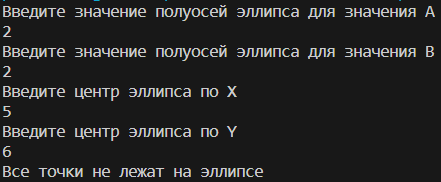 Введите значение полуосей эллипса для значения A
2
Введите значение полуосей эллипса для значения B
2
Введите центр эллипса по X
5
Введите центр эллипса по Y
6
Все точки не лежат на эллипсе